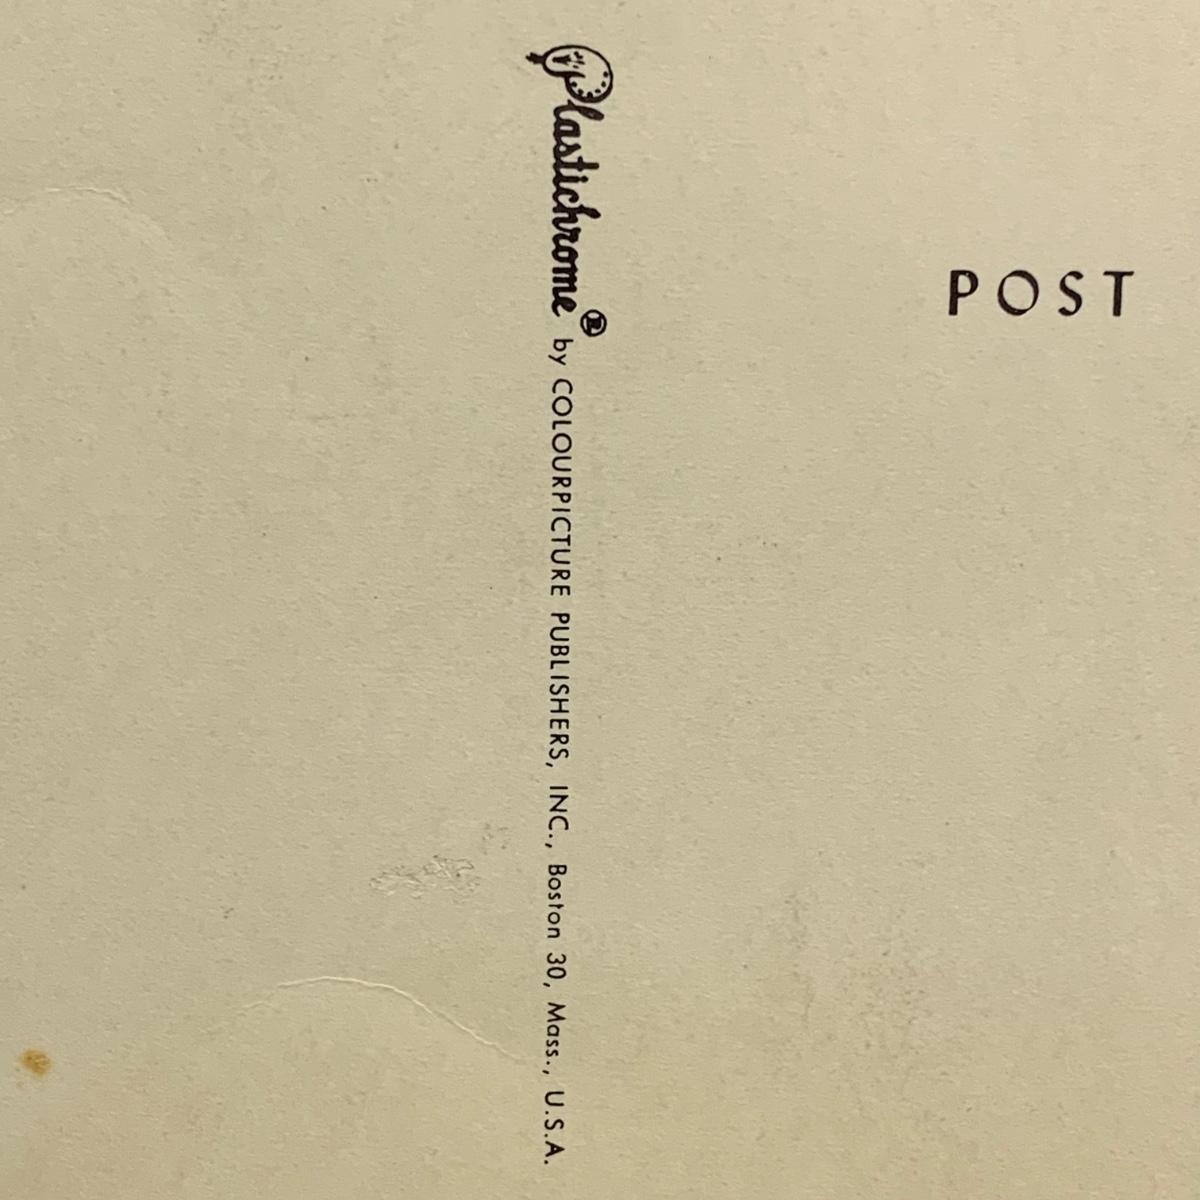 Plastichrome® by COLOURPICTURE PUBLISHERS, INC., Boston 30, Mass., U.S.A.
POST